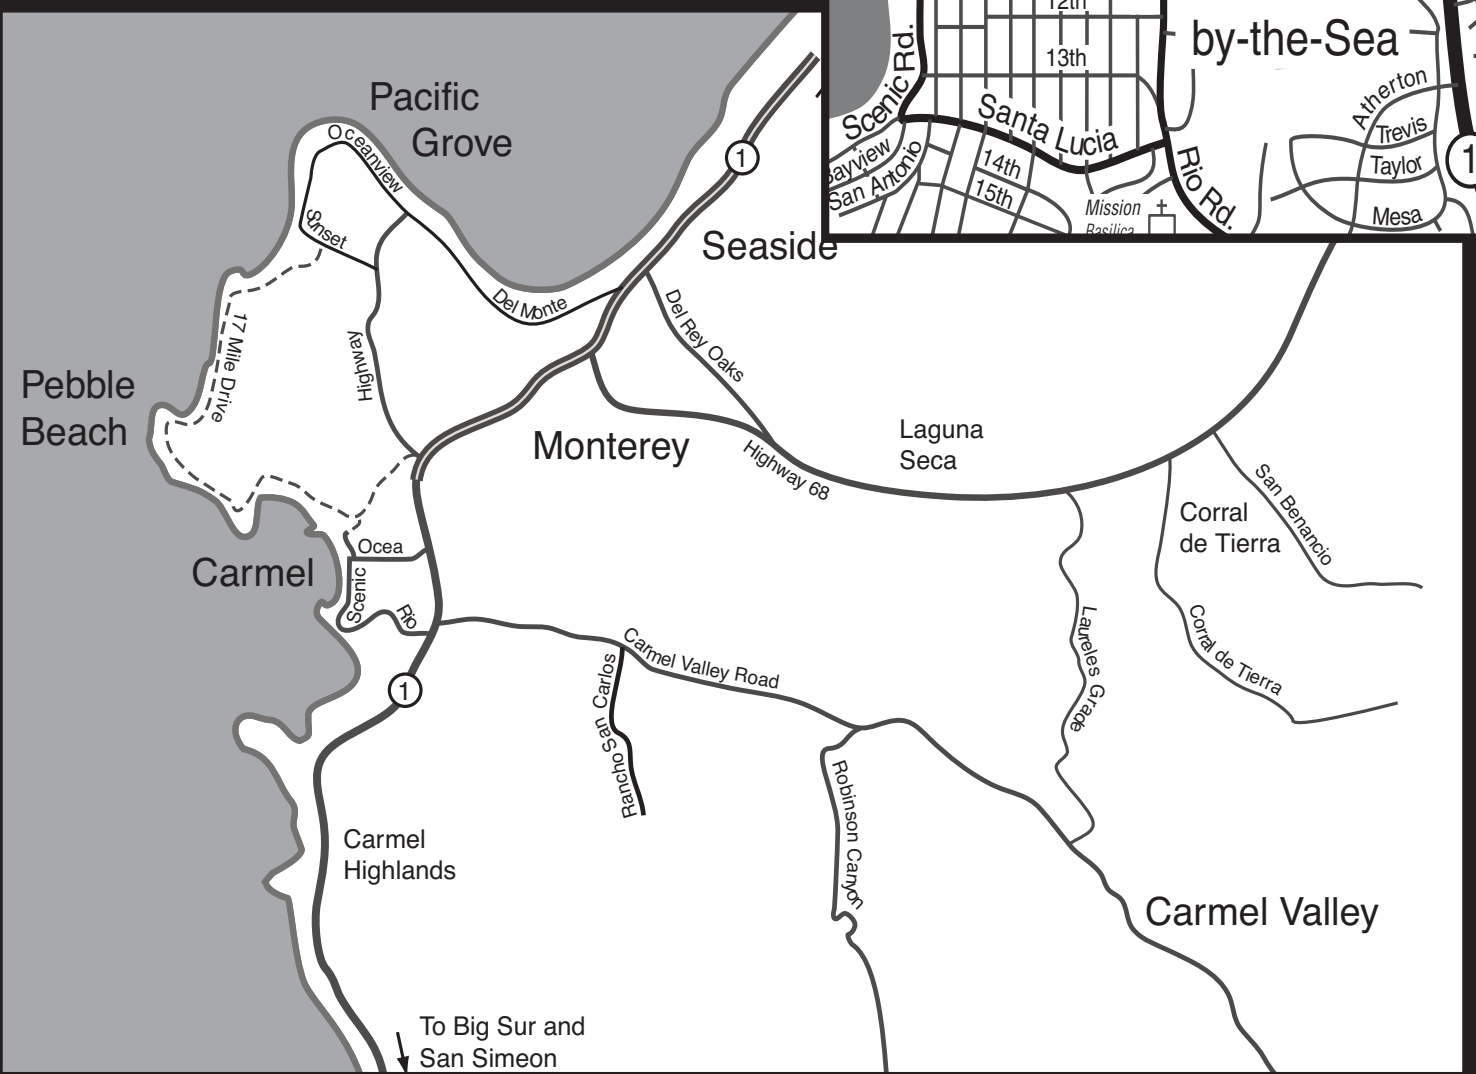 12th
by-the-Sea
13th
Scenic Rd.
Santa Lucia
Atherton
Trevis
Taylor
Mesa
Bayview
San Antonio
14th
15th
Rio Rd.
Mission
Basilica
1
Pacific
Grove
Oceanview
1
Sunset
Seaside
Del Monte
Del Rey Oaks
17 Mile Drive
Highway
Pebble
Beach
Monterey
Laguna
Seca
Highway 68
San Benancio
Corral
de Tierra
Ocea
Carmel
Scenic
Rio
Carmel Valley Road
Laureles Grade
Corral de Tierra
1
Rancho San Carlos
Robinson Canyon
Carmel
Highlands
Carmel Valley
To Big Sur and
San Simeon